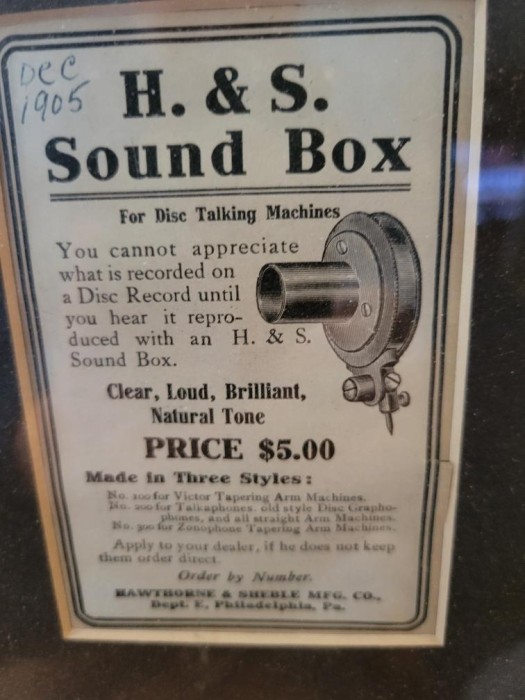 Dec
1905
H. & S.
Sound Box
For Disc Talking Machines
You cannot appreciate
what is recorded on
a Disc Record until
you hear it repro-
duced with an H. & S.
Sound Box.
Clear, Loud, Brilliant,
Natural Tone
PRICE $5.00
Made in Three Styles:
No. 100 for Victor Tapering Arm Machines.
No. 200 for Talkaphones, old style Disc Grapho-
phones, and all straight Arm Machines.
No. 300 for Zonophone Tapering Arm Machines.
Apply to your dealer, if he does not keep
them order direct.
Order by Number.
HAWTHORNE & SHEBLE MFG. CO.,
Dept. E, Philadelphia, Pa.